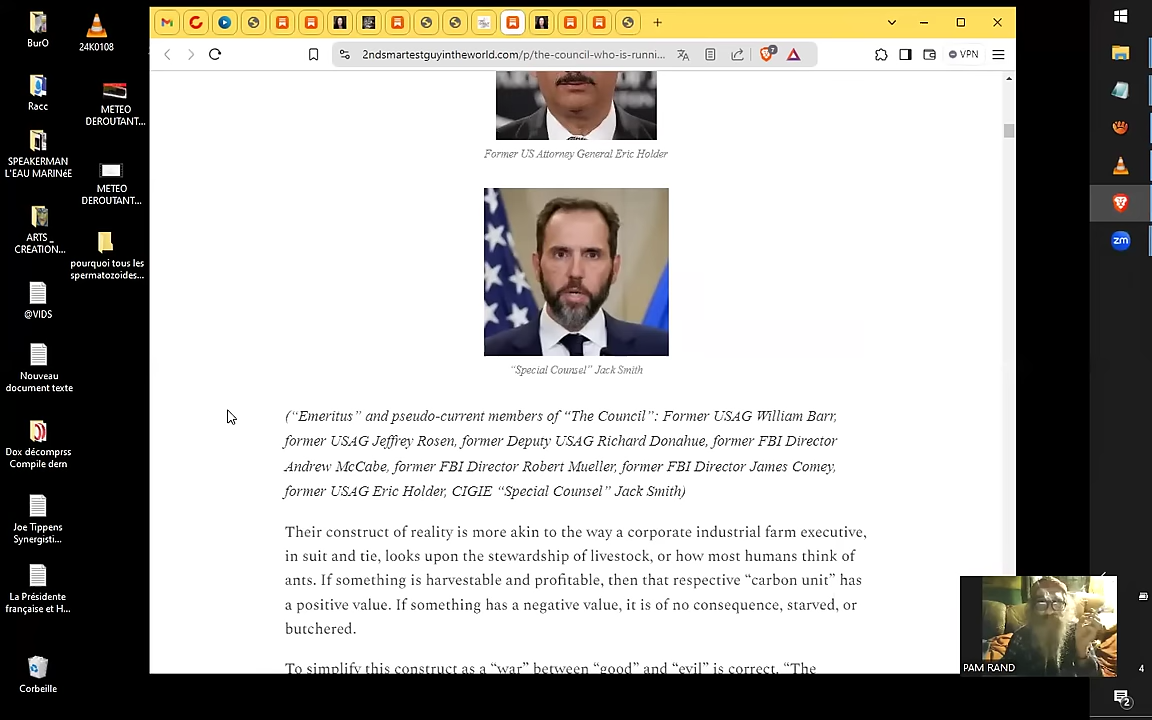 BurO
24K0108
Racc
METEO
DEROUTANT...
SPEAKERMAN
L'EAU MARINéE
METEO
DEROUTANT...
ARTS_
CREATION...
pourquoi tous les
spermatozoides...
@VIDS
Nouveau
document texte
Dox décomprss
Compile dern
Joe Tippens
Synergisti...
La Présidente
française et H...
Corbeille
2ndsmartestguyintheworld.com/p/the-council-who-is-runni...
7
VPN
Former US Attorney General Eric Holder
“Special Counsel” Jack Smith
(“Emeritus” and pseudo-current members of “The Council”: Former USAG William Barr,
former USAG Jeffrey Rosen, former Deputy USAG Richard Donahue, former FBI Director
Andrew McCabe, former FBI Director Robert Mueller, former FBI Director James Comey,
former USAG Eric Holder, CIGIE “Special Counsel” Jack Smith)
Their construct of reality is more akin to the way a corporate industrial farm executive,
in suit and tie, looks upon the stewardship of livestock, or how most humans think of
ants. If something is harvestable and profitable, then that respective “carbon unit” has
a positive value. If something has a negative value, it is of no consequence, starved, or
butchered.
To simplify this construct as a “war” between “good” and “evil” is correct. “The
zm
PAM RAND
4
2